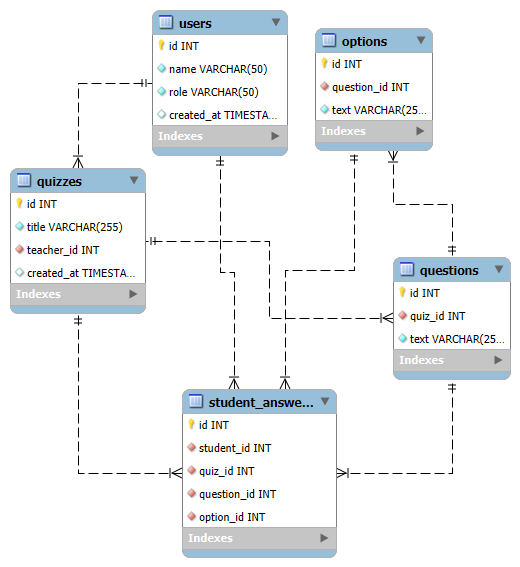 users
id INT
name VARCHAR(50)
role VARCHAR(50)
created_at TIMESTA...
Indexes
options
id INT
question_id INT
text VARCHAR(25...
Indexes
quizzes
id INT
title VARCHAR(255)
teacher_id INT
created_at TIMESTA...
Indexes
questions
id INT
quiz_id INT
text VARCHAR(25...
Indexes
student_answe...
id INT
student_id INT
quiz_id INT
question_id INT
option_id INT
Indexes